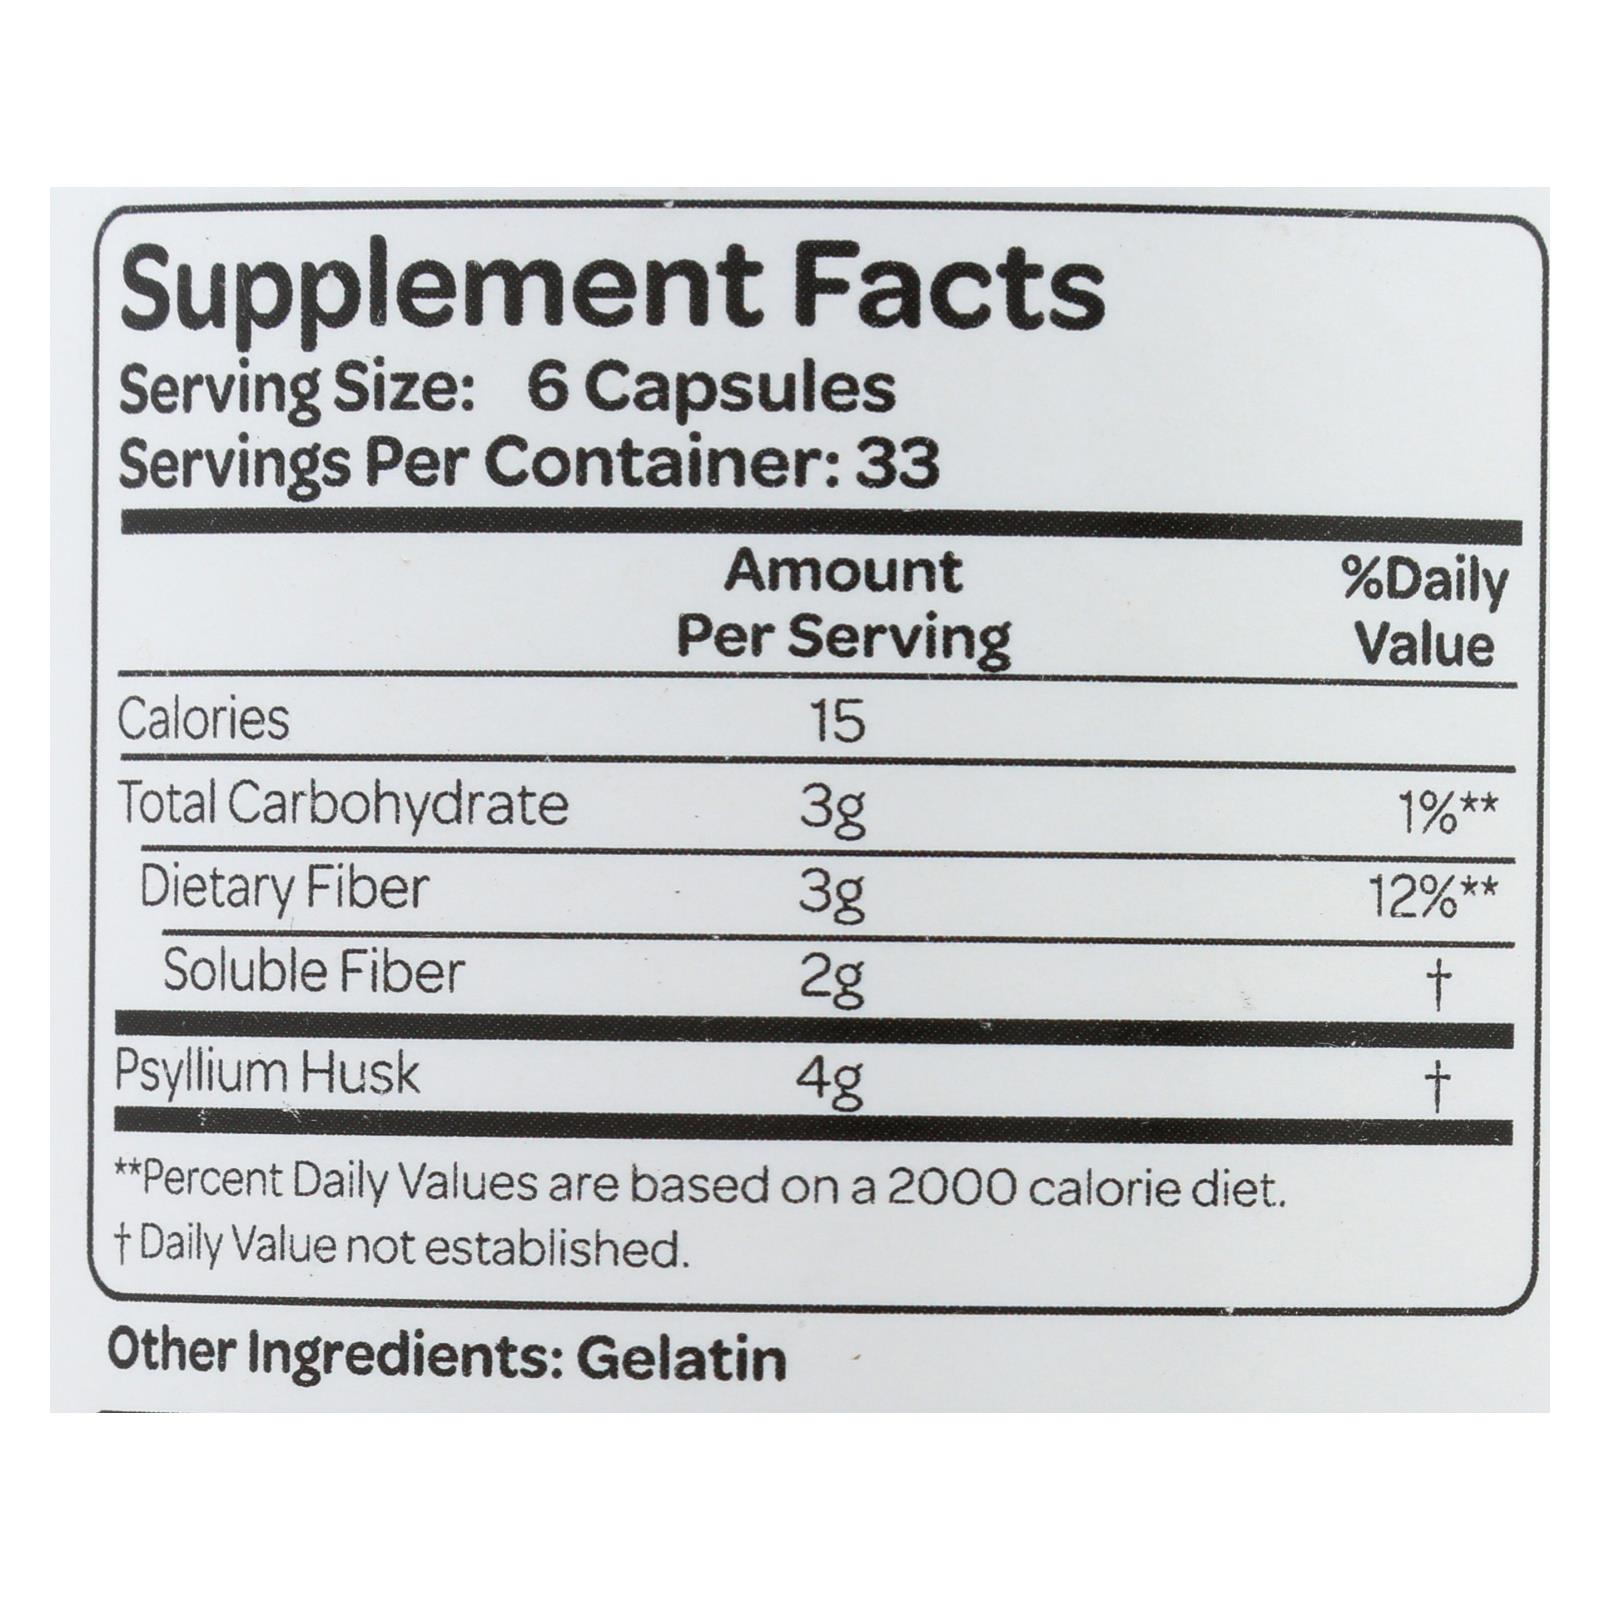 Supplement Facts
Serving Size: 6 Capsules
Servings Per Container: 33
Amount Per Serving %Daily Value
Calories 15
Total Carbohydrate 3g 1%**
Dietary Fiber 3g 12%**
Soluble Fiber 2g †
Psyllium Husk 4g †
**Percent Daily Values are based on a 2000 calorie diet.
† Daily Value not established.
Other Ingredients: Gelatin